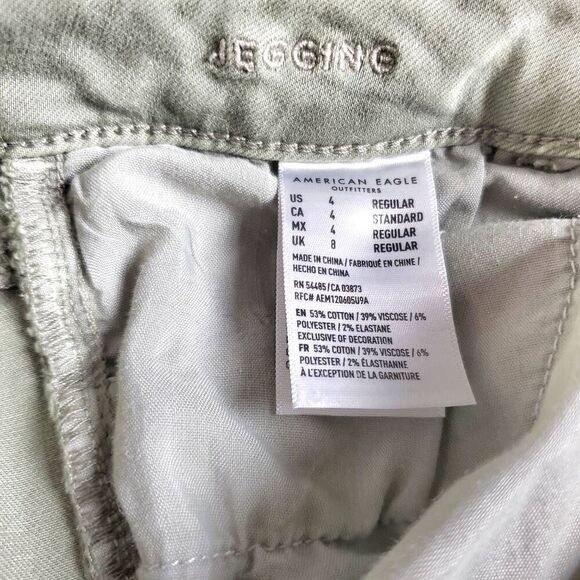 JEGGING
AMERICAN EAGLE
OUTFITTERS
US 4 REGULAR
CA 4 STANDARD
MX 4 REGULAR
UK 8 REGULAR
MADE IN CHINA / FABRIQUÉ EN CHINE /
HECHO EN CHINA
RN 54485/CA 03873
RFC# AEM120605U9A
EN 53% COTTON / 39% VISCOSE / 6%
POLYESTER / 2% ELASTANE
EXCLUSIVE OF DECORATION
FR 53% COTON / 39% VISCOSE / 6%
POLYESTER / 2% ÉLASTHANNE
À L'EXCEPTION DE LA GARNITURE